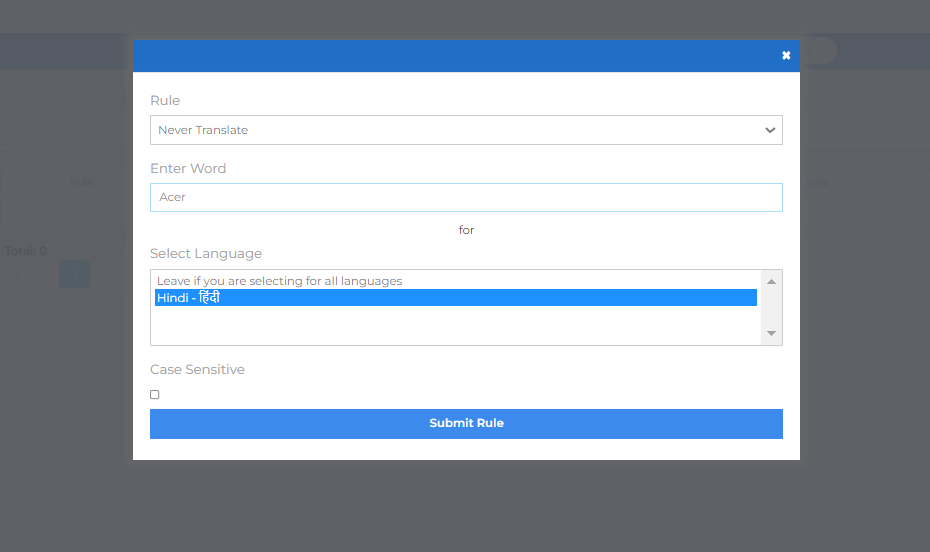 Rule
Never Translate
Enter Word
Acer
for
Select Language
Leave if you are selecting for all languages
Hindi - हिंदी
Case Sensitive
Submit Rule
Total: 0